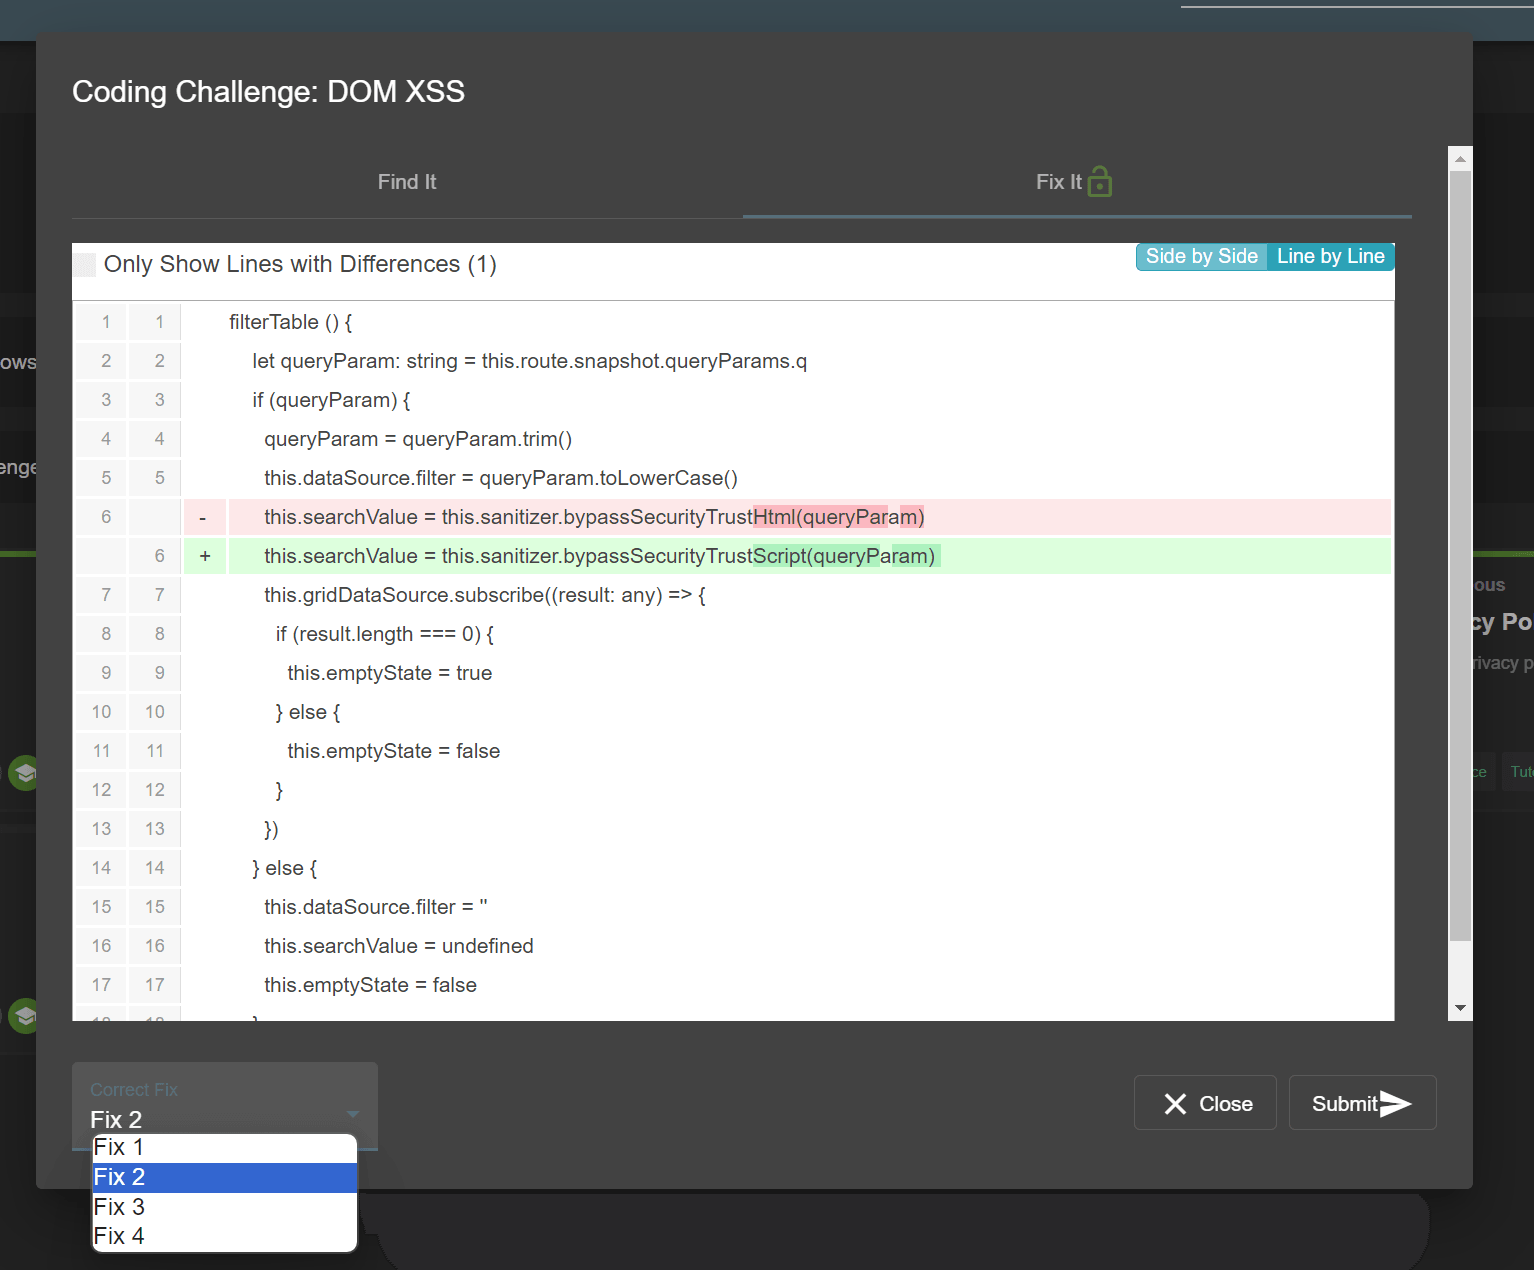 Coding Challenge: DOM XSS
Find It
Fix It
Only Show Lines with Differences (1)
Side by Side Line by Line
1 1 filterTable () {
2 2 let queryParam: string = this.route.snapshot.queryParams.q
3 3 if (queryParam) {
4 4 queryParam = queryParam.trim()
5 5 this.dataSource.filter = queryParam.toLowerCase()
6 - this.searchValue = this.sanitizer.bypassSecurityTrustHtml(queryParam)
6 + this.searchValue = this.sanitizer.bypassSecurityTrustScript(queryParam)
7 7 this.gridDataSource.subscribe((result: any) => {
8 8 if (result.length === 0) {
9 9 this.emptyState = true
10 10 } else {
11 11 this.emptyState = false
12 12 }
13 13 })
14 14 } else {
15 15 this.dataSource.filter = ''
16 16 this.searchValue = undefined
17 17 this.emptyState = false
18 18 }
ows
enge
ous
cy Po
rivacy p
ce
Tut
Correct Fix
Fix 2
Fix 1
Fix 2
Fix 3
Fix 4
Close
Submit